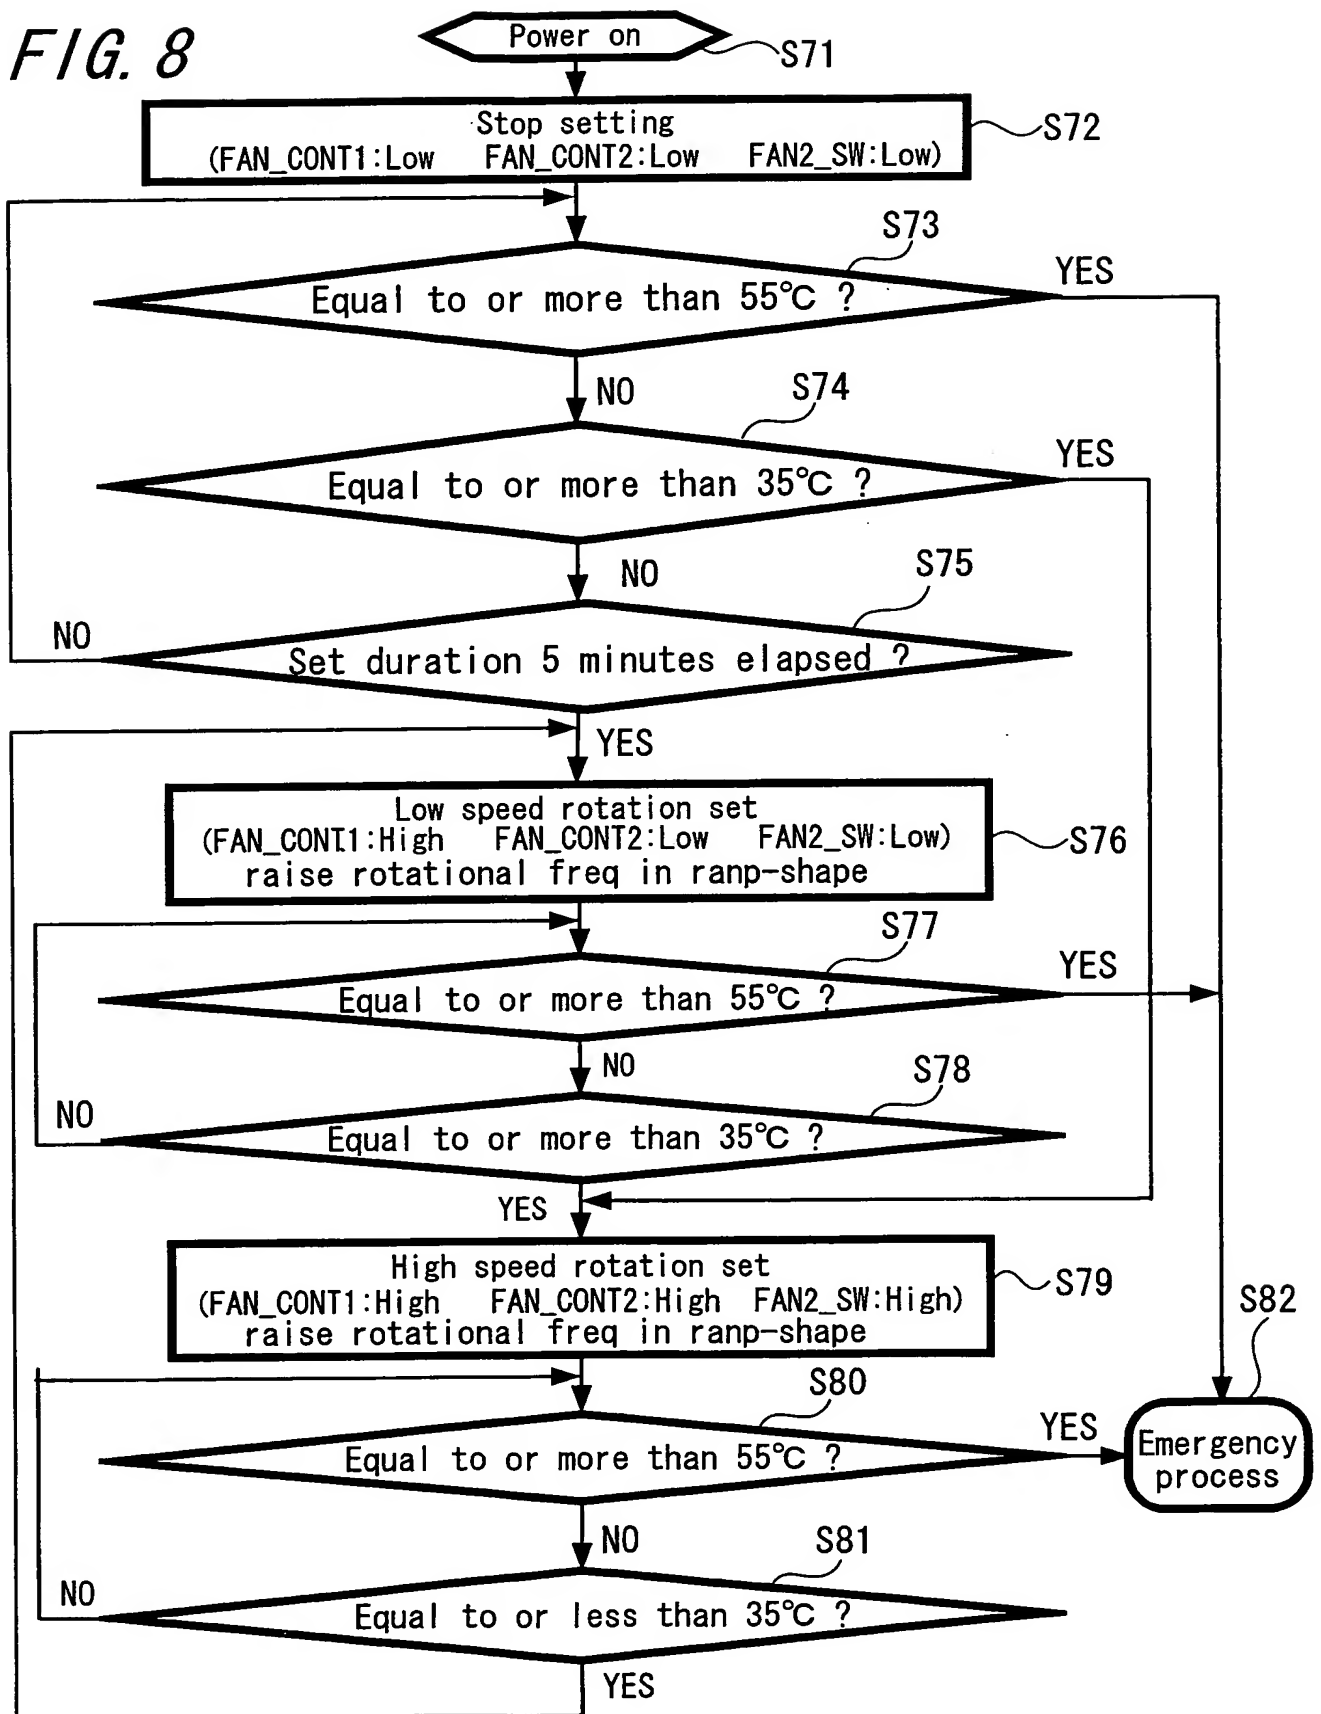 FIG. 8
Power on
S71
Stop setting
(FAN_CONT1:Low FAN_CONT2:Low FAN2_SW:Low)
S72
S73
Equal to or more than 55℃ ?
YES
NO
S74
Equal to or more than 35℃ ?
YES
NO
S75
Set duration 5 minutes elapsed ?
NO
YES
Low speed rotation set
(FAN_CONT1:High FAN_CONT2:Low FAN2_SW:Low)
raise rotational freq in ranp-shape
S76
S77
Equal to or more than 55℃ ?
YES
NO
S78
Equal to or more than 35℃ ?
NO
YES
High speed rotation set
(FAN_CONT1:High FAN_CONT2:High FAN2_SW:High)
raise rotational freq in ranp-shape
S79
S80
Equal to or more than 55℃ ?
YES
S82
Emergency
process
NO
S81
Equal to or less than 35℃ ?
NO
YES